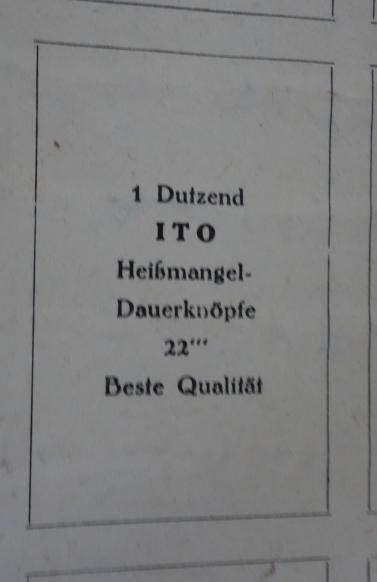 1 Dutzend
ITO
Heißmangel-
Dauerknöpfe
22'''
Beste Qualität